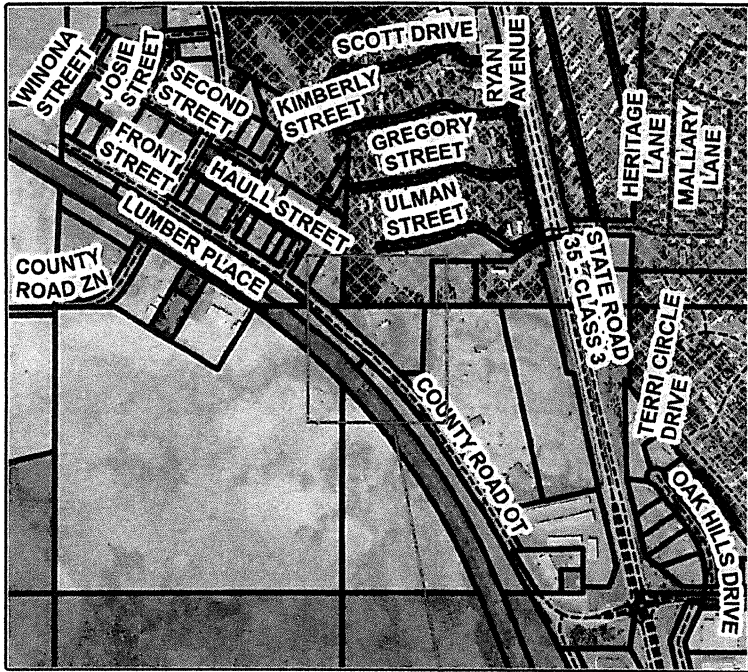 WINONA
STREET
JOSIE
STREET
SECOND
STREET
SCOTT DRIVE
KIMBERLY
STREET
RYAN
AVENUE
FRONT
STREET
GREGORY
STREET
HERITAGE
LANE
MALLARY
LANE
HAULL STREET
ULMAN
STREET
LUMBER PLACE
COUNTY
ROAD ZN
STATE ROAD
35 - CLASS 3
TERRI CIRCLE
DRIVE
COUNTY ROAD OT
OAK HILLS DRIVE